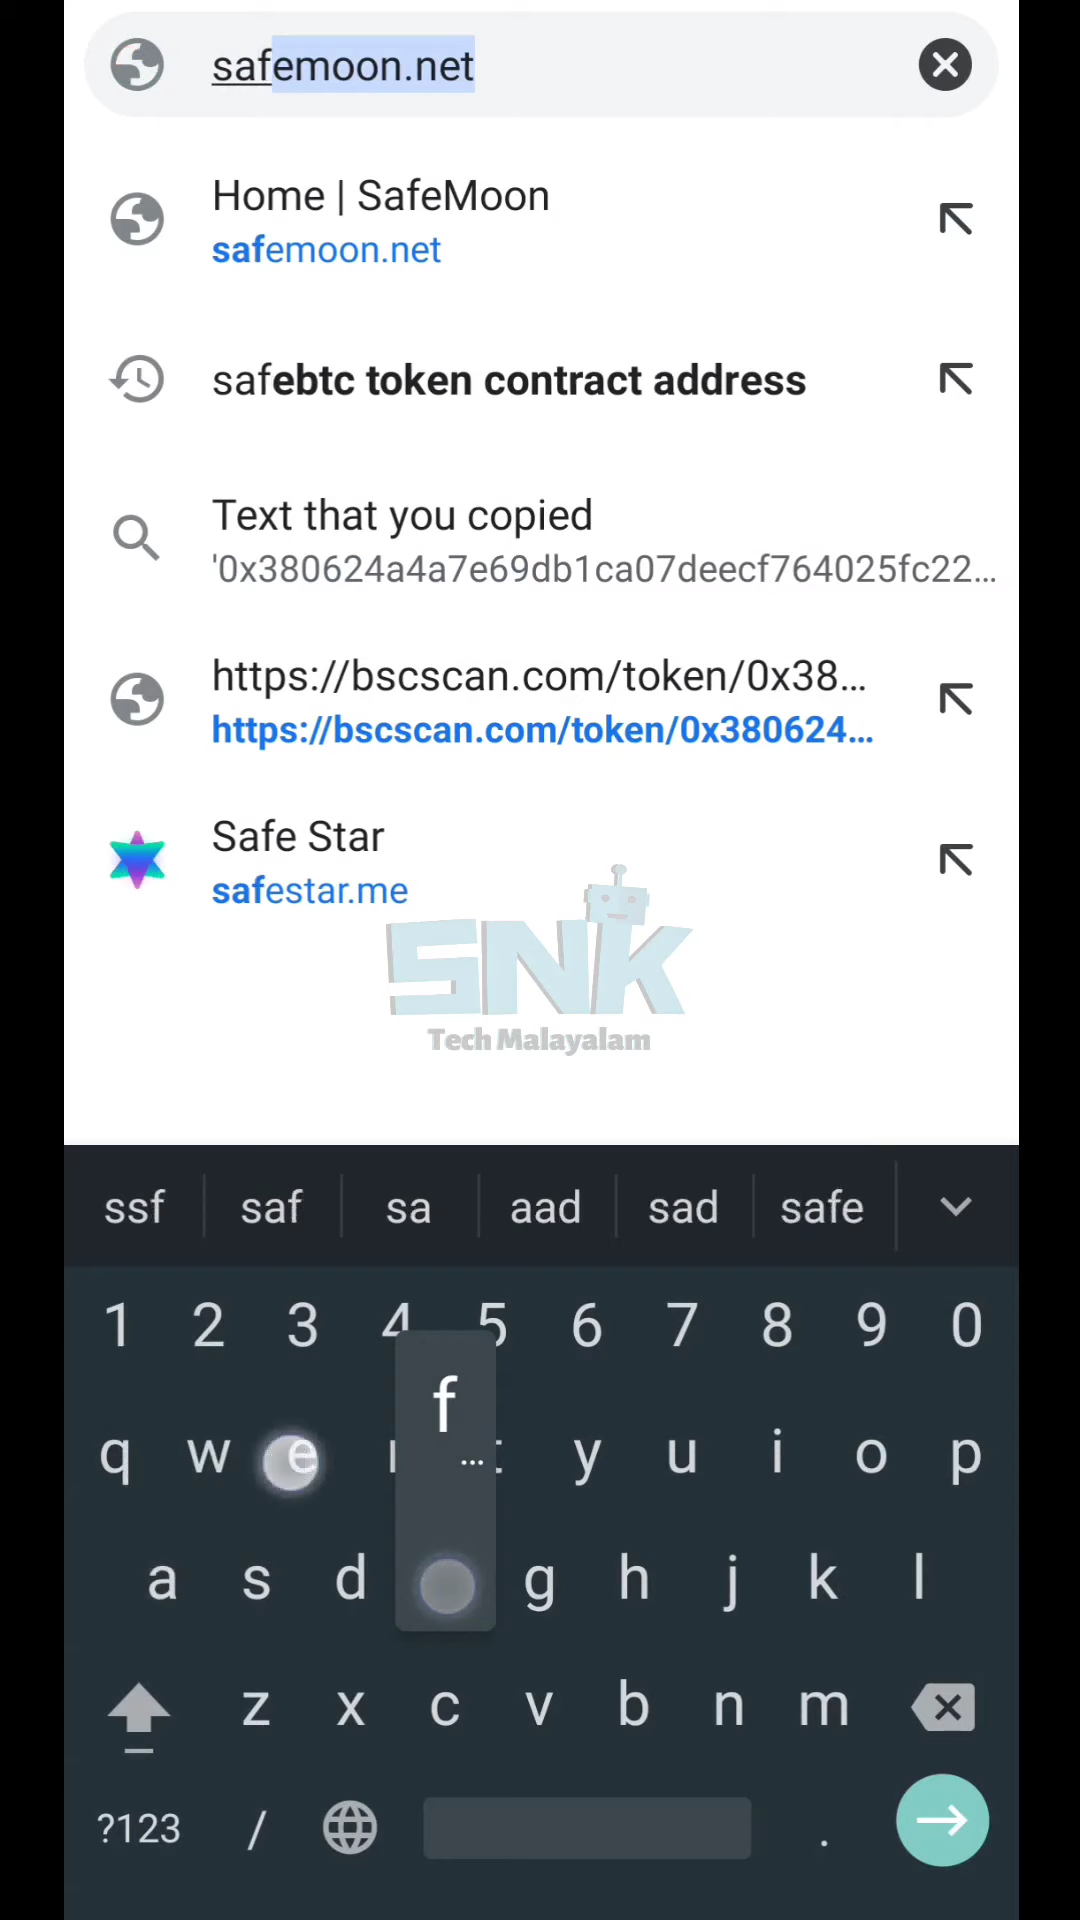 safemoon.net
Home | SafeMoon
safemoon.net
safebtc token contract address
Text that you copied
'0x380624a4a7e69db1ca07deecf764025fc22...
https://bscscan.com/token/0x38...
https://bscscan.com/token/0x380624...
Safe Star
safestar.me
SNK
Tech Malayalam
ssf saf sa aad sad safe
1 2 3 4 5 6 7 8 9 0
f
...
q w e r t y u i o p
a s d g h j k l
z x c v b n m
?123 / .